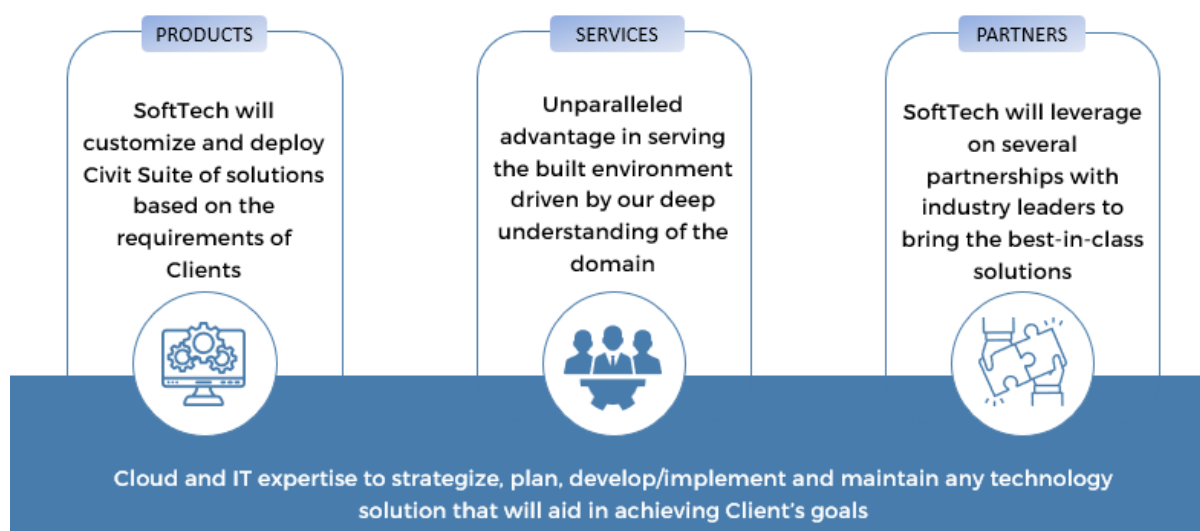 PRODUCTS
SoftTech will
customize and deploy
Civit Suite of solutions
based on the
requirements of
Clients
SERVICES
Unparalleled
advantage in serving
the built environment
driven by our deep
understanding of the
domain
PARTNERS
SoftTech will leverage
on several
partnerships with
industry leaders to
bring the best-in-class
solutions
Cloud and IT expertise to strategize, plan, develop/implement and maintain any technology
solution that will aid in achieving Client's goals